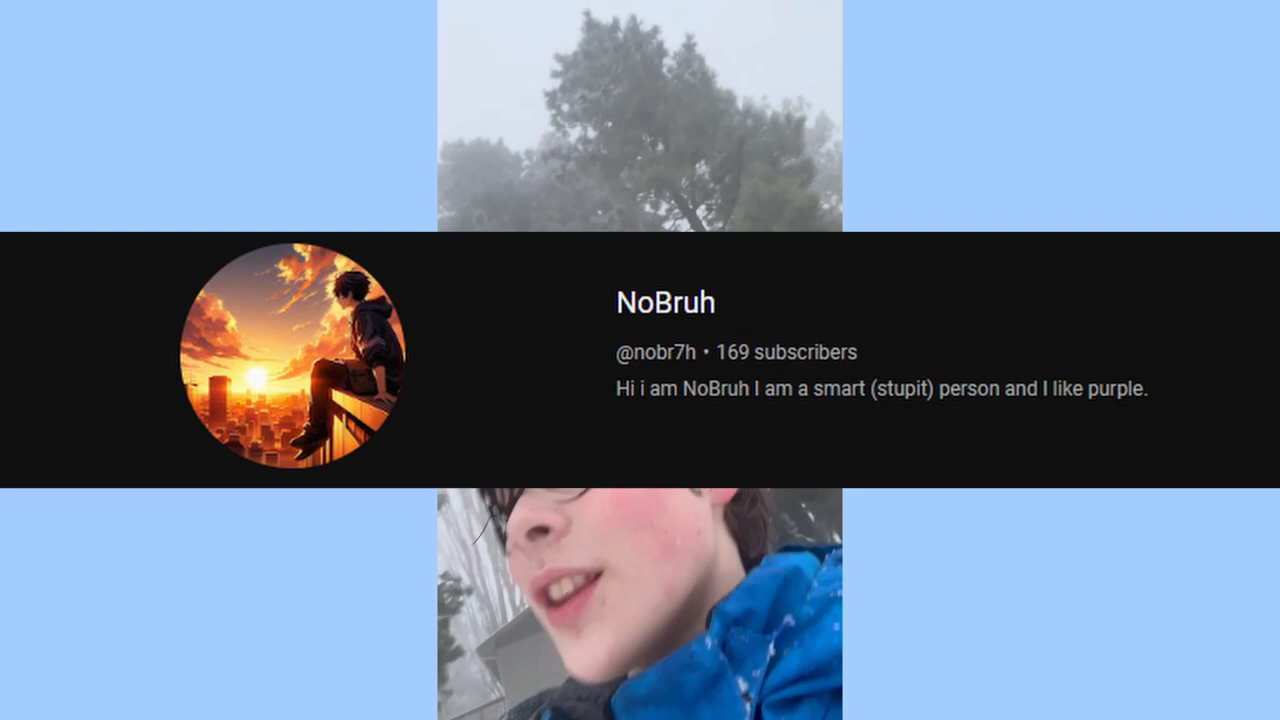 NoBruh
@nobr7h • 169 subscribers
Hi i am NoBruh I am a smart (stupit) person and I like purple.